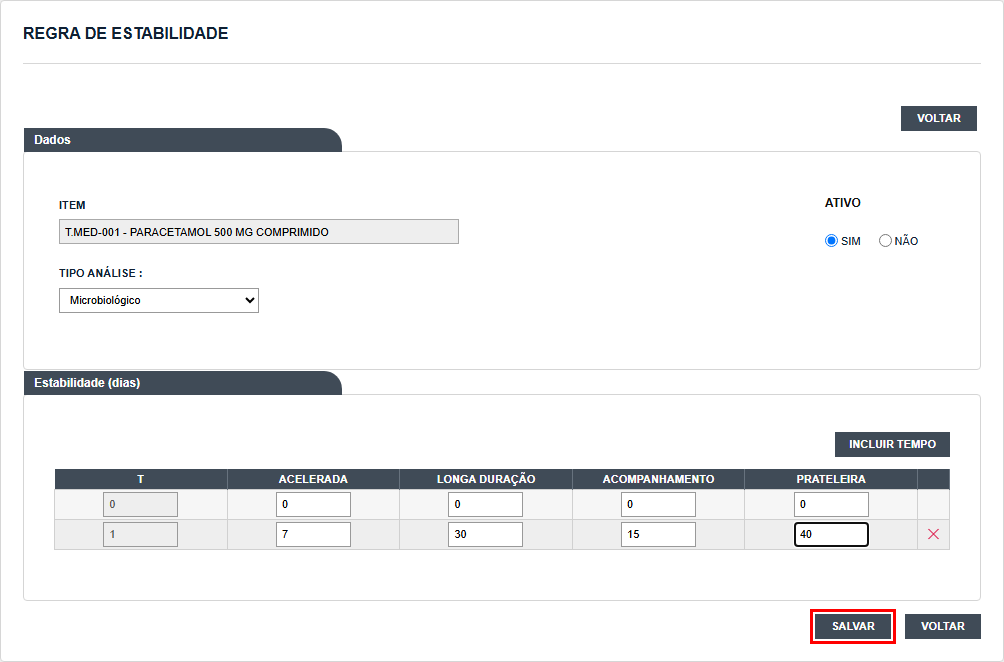 REGRA DE ESTABILIDADE
VOLTAR
Dados
ITEM
T.MED-001 - PARACETAMOL 500 MG COMPRIMIDO
ATIVO
SIM NÃO
TIPO ANÁLISE :
Microbiológico
Estabilidade (dias)
INCLUIR TEMPO
T ACELERADA LONGA DURAÇÃO ACOMPANHAMENTO PRATELEIRA
0 0 0 0 0
1 7 30 15 40
SALVAR VOLTAR